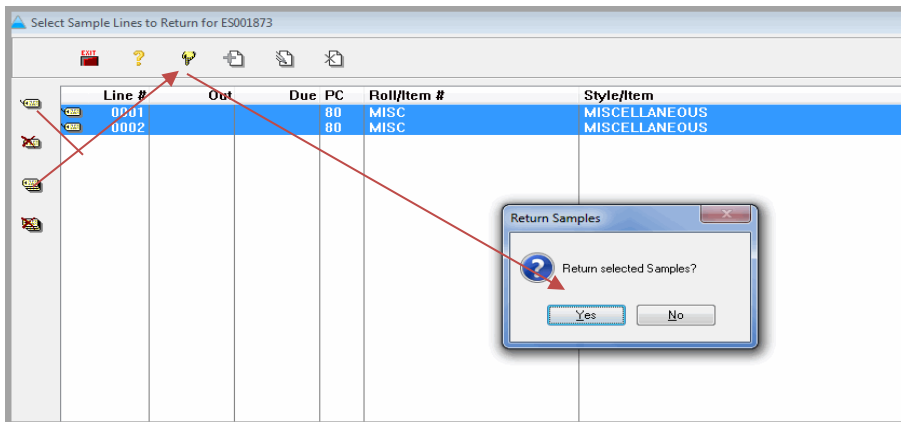 Select Sample Lines to Return for ES001873
EXIT
Line # Out Due PC Roll/Item # Style/Item
0001 80 MISC MISCELLANEOUS
0002 80 MISC MISCELLANEOUS
Return Samples
Return selected Samples?
Yes No